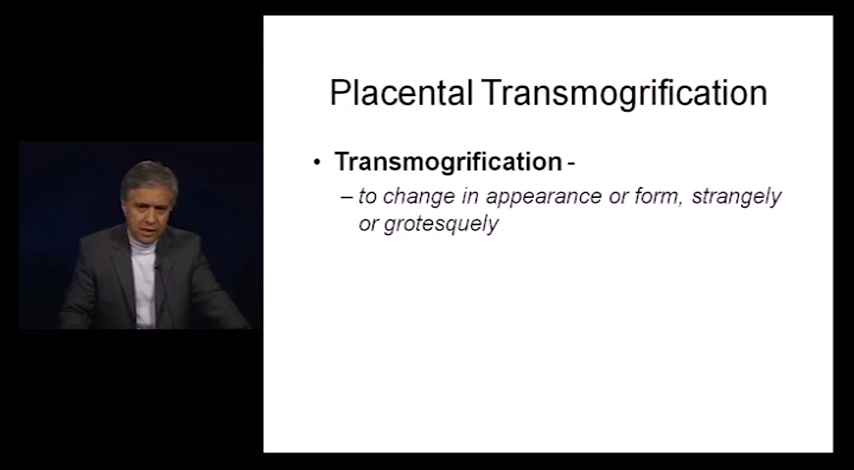 Placental Transmogrification
• Transmogrification -
– to change in appearance or form, strangely
or grotesquely